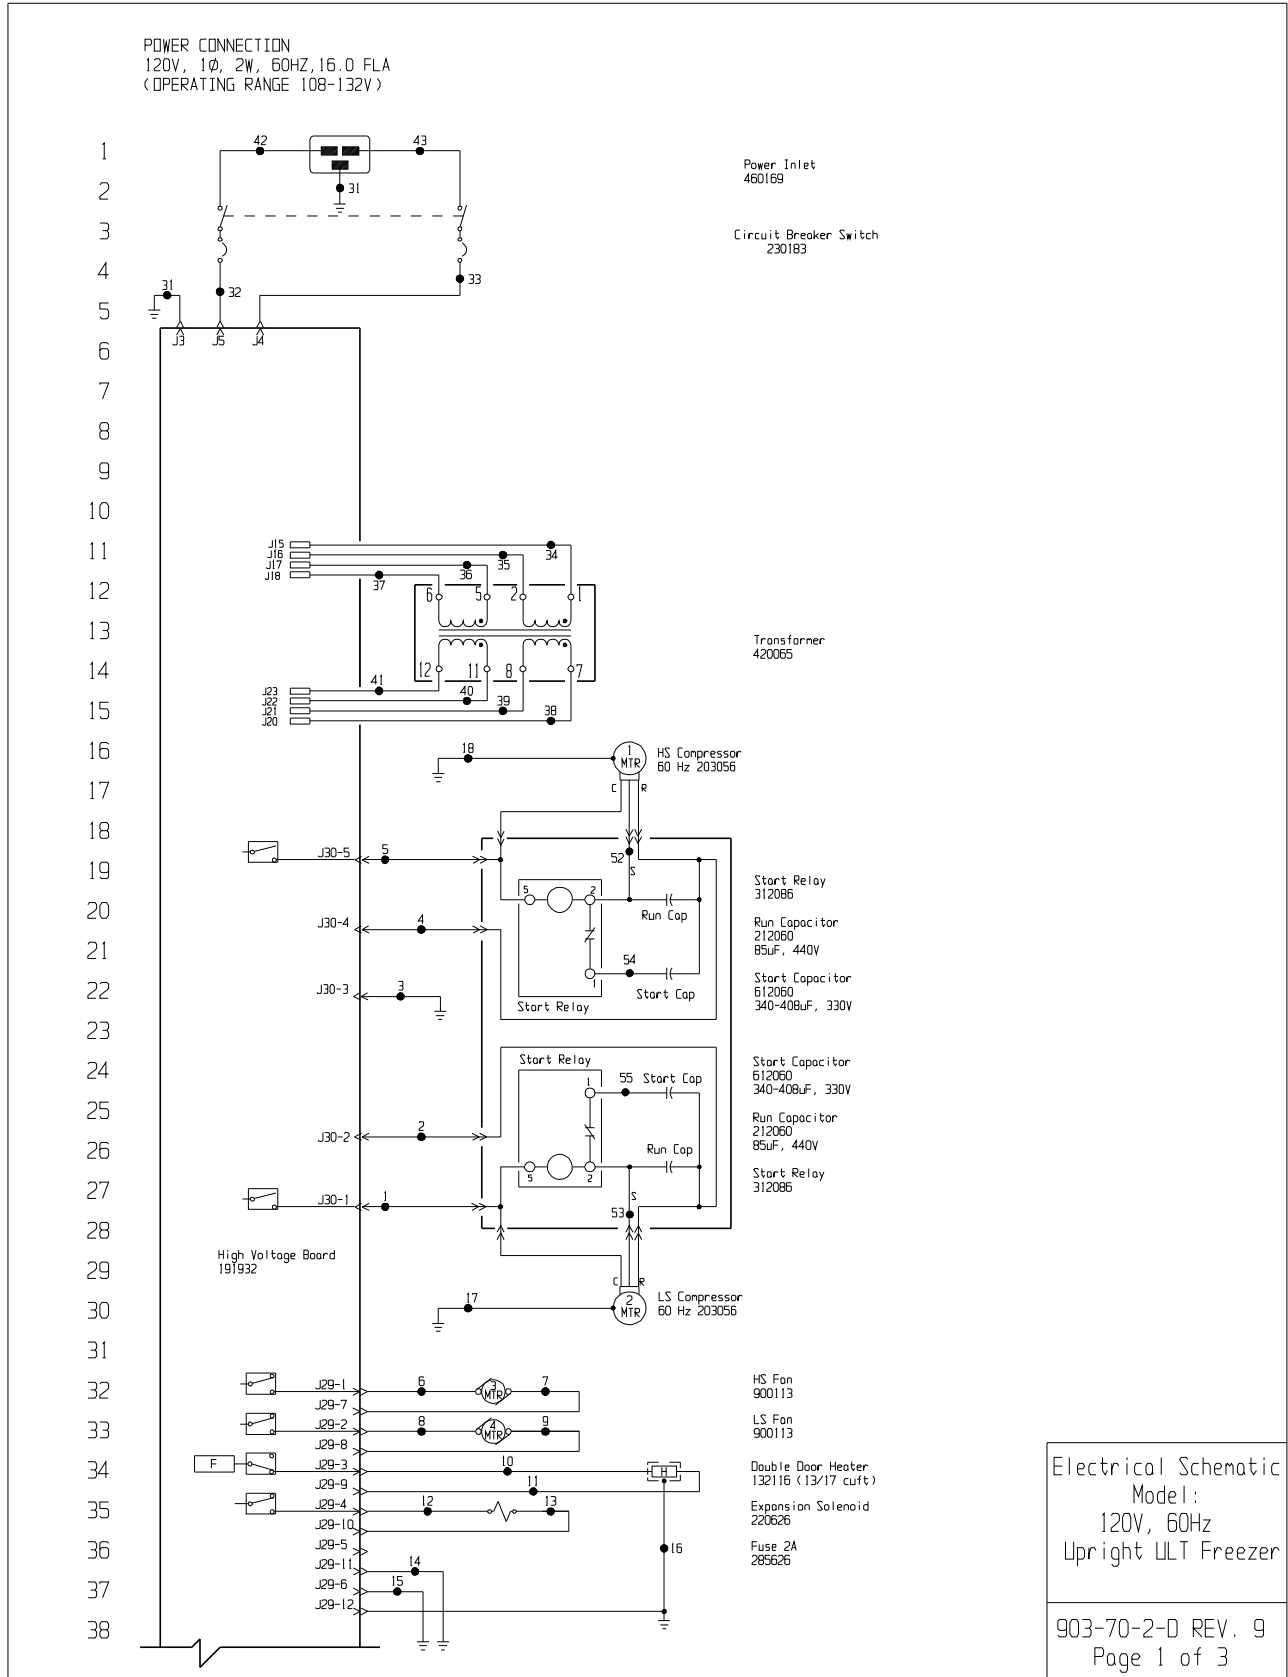 POWER CONNECTION
120V, 1Ø, 2W, 60HZ,16.0 FLA
(OPERATING RANGE 108-132V)
1
42
43
Power Inlet
460169
2
31
3
Circuit Breaker Switch
230183
4
33
31
32
5
J3
J5
J4
6
7
8
9
10
11
J15
J16
J17
J18
34
35
36
37
12
6
5
2
1
13
Transformer
420065
14
12
11
8
7
41
40
39
38
15
J23
J22
J21
J20
16
18
1
MTR
HS Compressor
60 Hz 203056
17
C
R
18
J30-5
5
52
S
19
Start Relay
312086
5
2
20
Run Cap
J30-4
4
Run Capacitor
212060
85uF, 440V
21
54
1
Start Cap
Start Relay
22
J30-3
3
Start Capacitor
612060
340-408uF, 330V
23
24
Start Relay
1
55
Start Cap
Start Capacitor
612060
340-408uF, 330V
25
J30-2
2
Run Capacitor
212060
85uF, 440V
26
Run Cap
5
2
Start Relay
312086
27
J30-1
1
S
53
28
High Voltage Board
191932
29
C
R
30
17
2
MTR
LS Compressor
60 Hz 203056
31
32
J29-1
6
3
MTR
7
HS Fan
900113
J29-7
33
J29-2
8
4
MTR
9
LS Fan
900113
J29-8
34
F
J29-3
10
H
Double Door Heater
132116 (13/17 cuft)
J29-9
11
35
J29-4
12
13
Expansion Solenoid
220626
J29-10
36
J29-5
16
Fuse 2A
285626
J29-11
14
37
J29-6
15
J29-12
38
Electrical Schematic
Model:
120V, 60Hz
Upright ULT Freezer
903-70-2-D REV. 9
Page 1 of 3